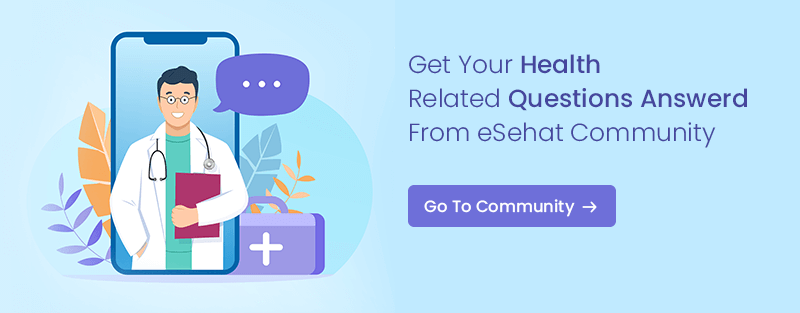 Get Your Health
Related Questions Answerd
From eSehat Community
Go To Community →